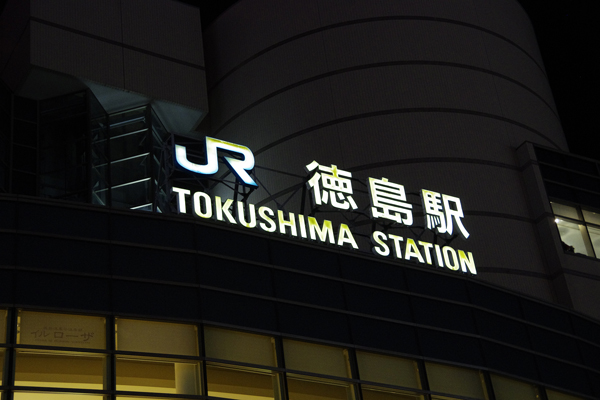 JR 徳島駅
TOKUSHIMA STATION